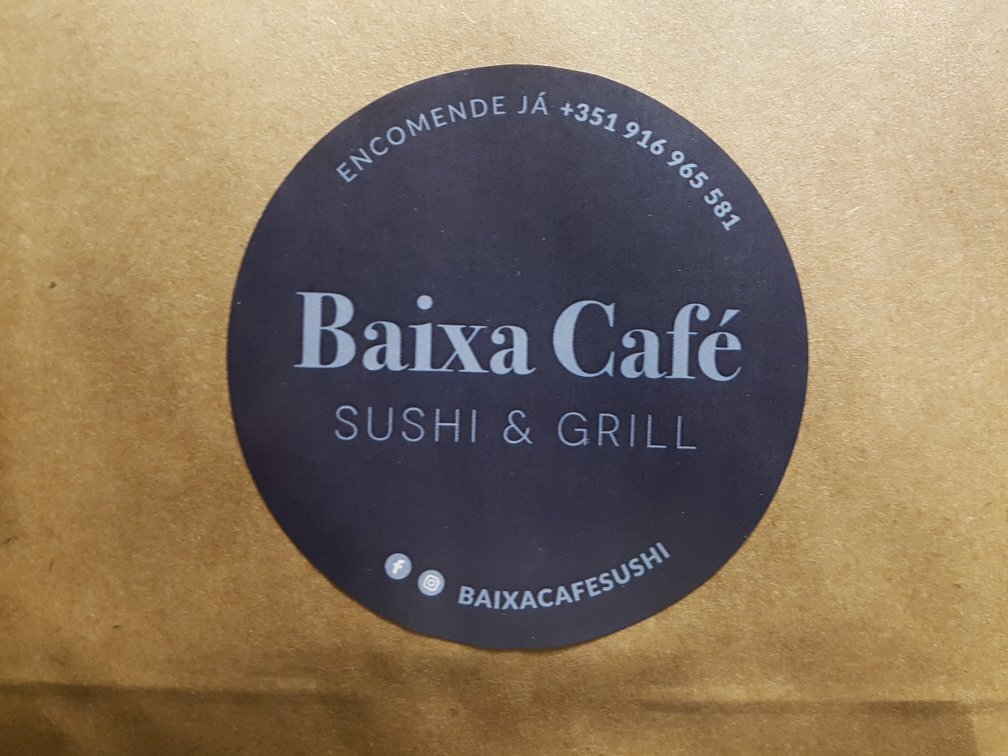 ENCOMENDE JÁ +351 916 965 581
Baixa Café
SUSHI & GRILL
BAIXACAFESUSHI